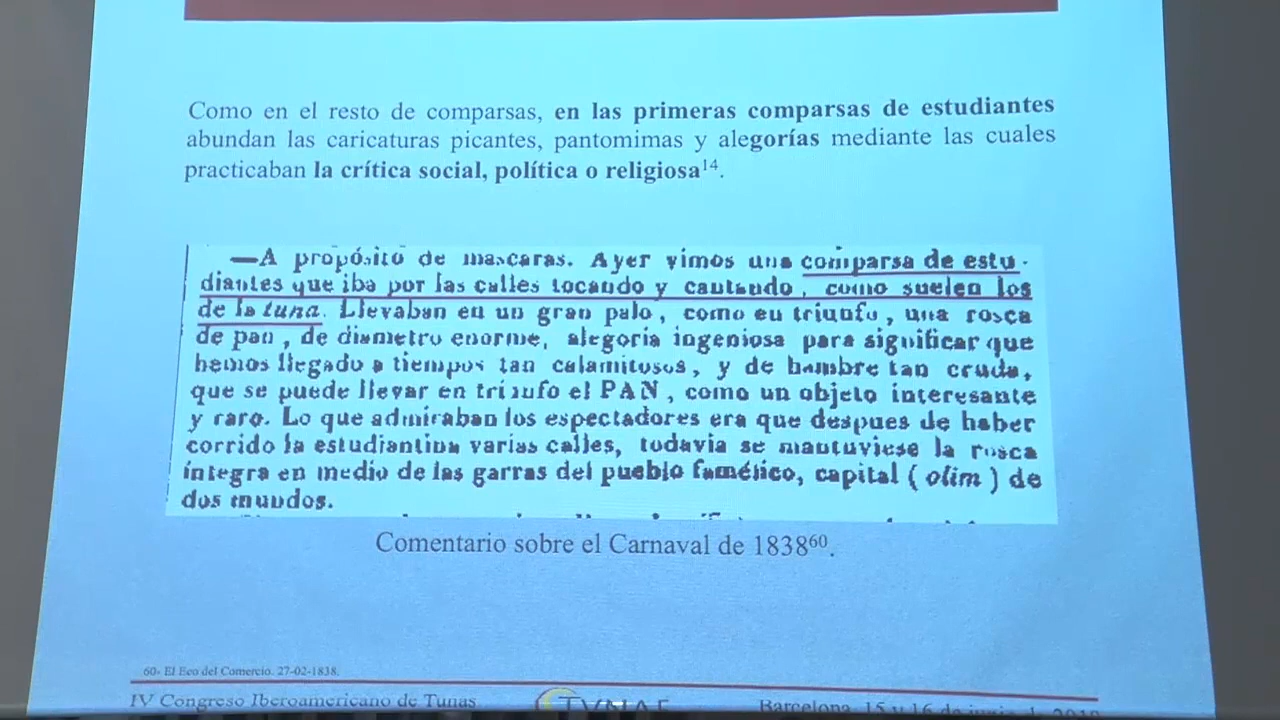 Como en el resto de comparsas, en las primeras comparsas de estudiantes
abundan las caricaturas picantes, pantomimas y alegorías mediante las cuales
practicaban la crítica social, política o religiosa¹⁴.
—A propósito de mascaras. Ayer vimos una comparsa de estu-
diantes que iba por las calles tocando y cantando, como suelen los
de la tuna. Llevaban en un gran palo, como en triunfo, una rosca
de pan, de diametro enorme, alegoria ingeniosa para significar que
hemos llegado a tiempos tan calamitosos, y de hambre tan cruda,
que se puede llevar en triunfo el PAN, como un objeto interesante
y raro. Lo que admiraban los espectadores era que despues de haber
corrido la estudiantina varias calles, todavia se mantuviese la rosca
íntegra en medio de las garras del pueblo famélico, capital (olim) de
dos mundos.
Comentario sobre el Carnaval de 1838⁶⁰.
60- El Eco del Comercio. 27-02-1838.
IV Congreso Iberoamericano de Tunas
TVNAE
Barcelona, 15 y 16 de junio de